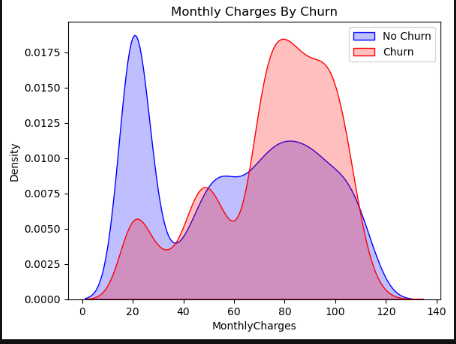 Monthly Charges By Churn
No Churn
Churn
0.0175
0.0150
0.0125
0.0100
0.0075
0.0050
0.0025
0.0000
Density
0 20 40 60 80 100 120 140
MonthlyCharges